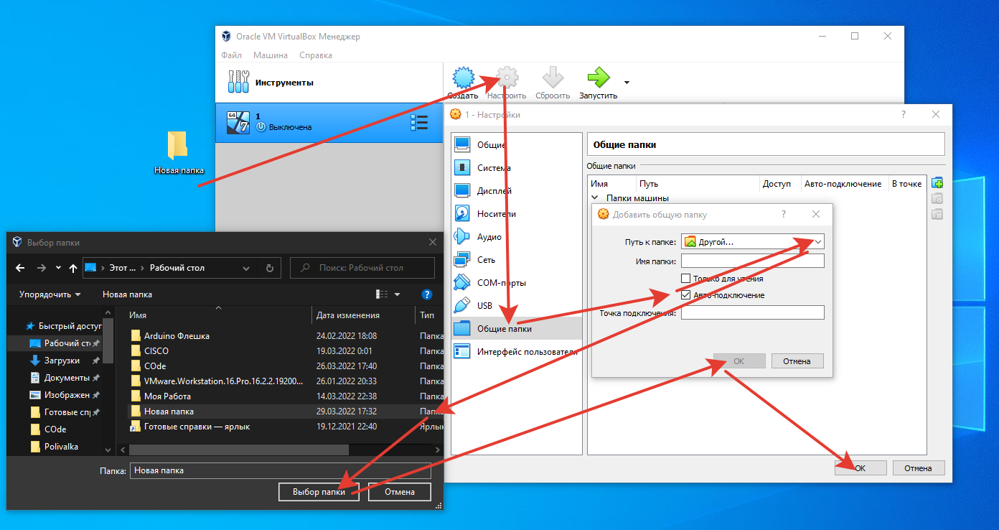 Oracle VM VirtualBox Менеджер
Файл Машина Справка
Инструменты
Создать Настроить Сбросить Запустить
64
7
1
Выключена
Новая папка
1 - Настройки
?
Общие
Система
Дисплей
Носители
Аудио
Сеть
COM-порты
USB
Общие папки
Интерфейс пользователя
Общие папки
Общие папки
Имя Путь Доступ Авто-подключение В точке
Папки машины
Добавить общую папку
?
Путь к папке: Другой...
Имя папки:
Только для чтения
Авто-подключение
Точка подключения:
OK Отмена
OK Отмена
Выбор папки
Этот ... › Рабочий стол
Поиск: Рабочий стол
Упорядочить Новая папка
?
Имя Дата изменения Тип
Быстрый доступ
Рабочий сто
Загрузки
Документы
Изображен
Готовые спр
COde
Polivalka
Arduino Флешка 24.02.2022 18:08 Папка
CISCO 19.03.2022 0:01 Папка
COde 26.03.2022 17:40 Папка
VMware.Workstation.16.Pro.16.2.2.19200... 26.01.2022 20:33 Папка
Моя Работа 14.03.2022 22:38 Папка
Новая папка 29.03.2022 17:32 Папка
Готовые справки — ярлык 19.12.2021 22:40 Ярлык
Папка: Новая папка
Выбор папки Отмена